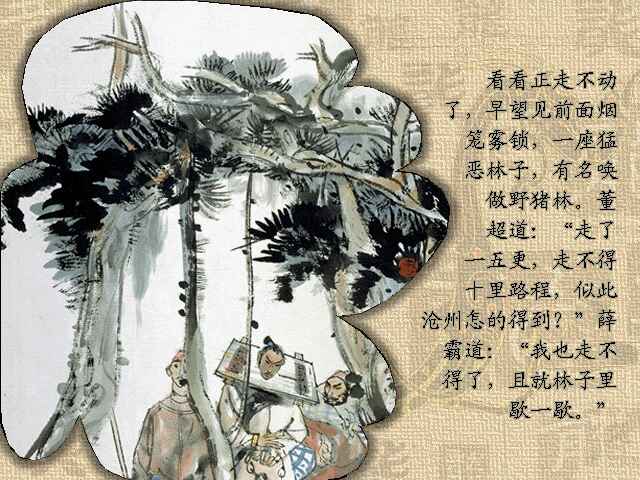 看看正走不动
了，早望见前面烟
笼雾锁，一座猛
恶林子，有名唤
做野猪林。董
超道：“走了
一五更，走不得
十里路程，似此
沧州怎的得到？”薛
霸道：“我也走不
得了，且就林子里
歇一歇。”